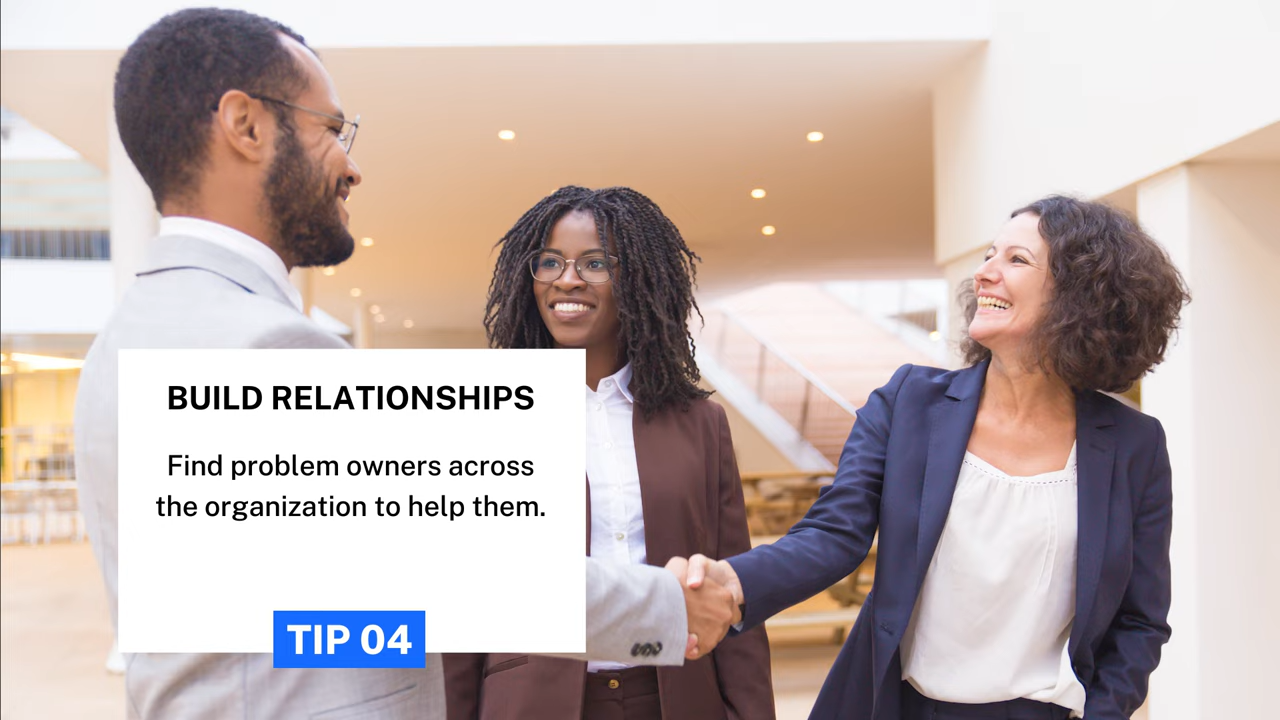 BUILD RELATIONSHIPS
Find problem owners across
the organization to help them.
TIP 04